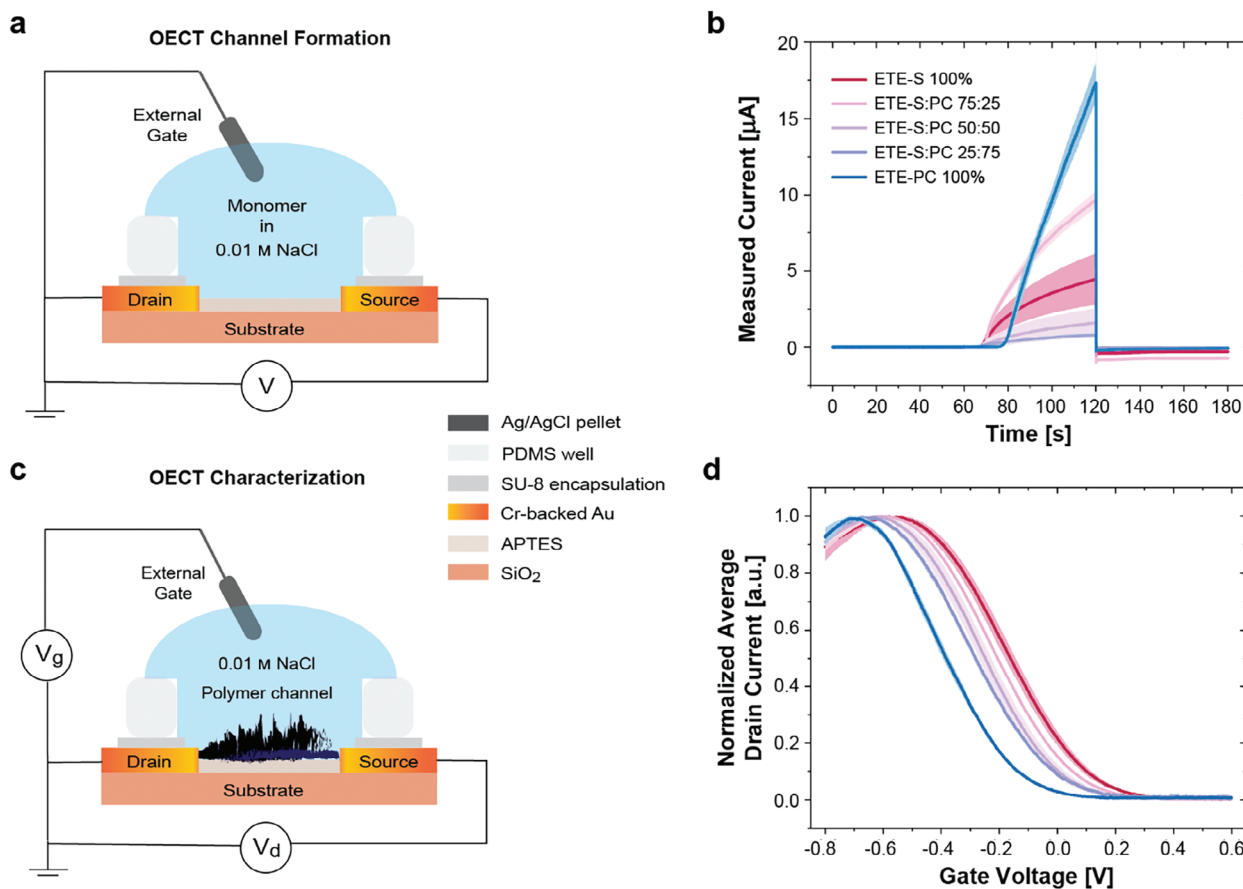 a
OECT Channel Formation
External
Gate
Monomer
in
0.01 M NaCl
Drain
Source
Substrate
V
b
20
15
10
5
0
Measured Current [μA]
ETE-S 100%
ETE-S:PC 75:25
ETE-S:PC 50:50
ETE-S:PC 25:75
ETE-PC 100%
0 20 40 60 80 100 120 140 160 180
Time [s]
Ag/AgCl pellet
PDMS well
SU-8 encapsulation
Cr-backed Au
APTES
SiO₂
c
OECT Characterization
External
Gate
Vg
0.01 M NaCl
Polymer channel
Drain
Source
Substrate
Vd
d
1.0
0.8
0.6
0.4
0.2
0.0
Normalized Average
Drain Current [a.u.]
-0.8 -0.6 -0.4 -0.2 0.0 0.2 0.4 0.6
Gate Voltage [V]